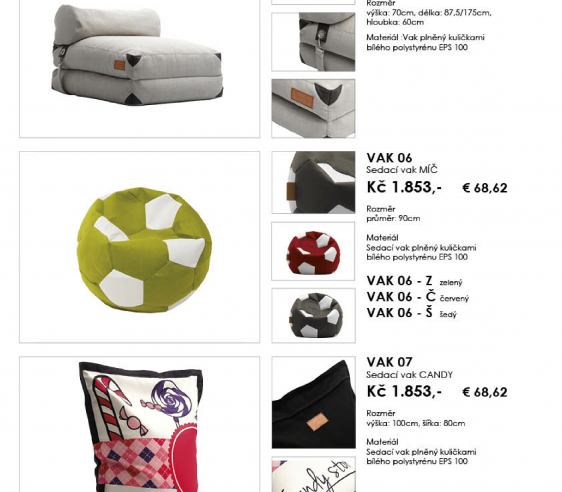 Rozměr
výška: 70cm, délka: 87,5/175cm,
hloubka: 60cm
Materiál :Vak plněný kuličkami
bílého polystyrénu EPS 100
VAK 06
Sedací vak MÍČ
Kč 1.853,- € 68,62
Rozměr
průměr: 90cm
Materiál
Sedací vak plněný kuličkami
bílého polystyrénu EPS 100
VAK 06 - Z zelený
VAK 06 - Č červený
VAK 06 - Š šedý
VAK 07
Sedací vak CANDY
Kč 1.853,- € 68,62
Rozměr
výška: 100cm, šířka: 80cm
Materiál
Sedací vak plněný kuličkami
bílého polystyrénu EPS 100